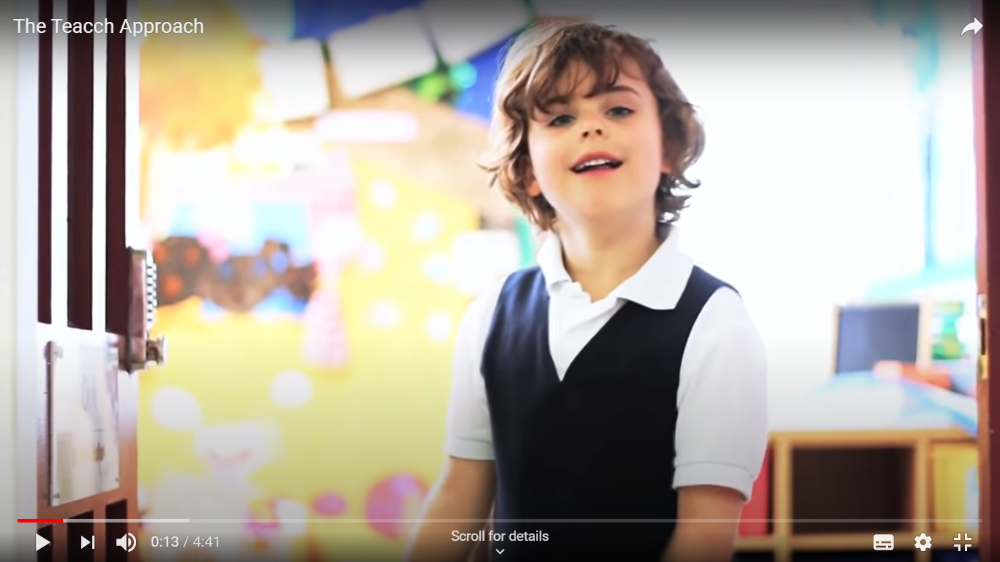 The Teacch Approach
0:13 / 4:41
Scroll for details